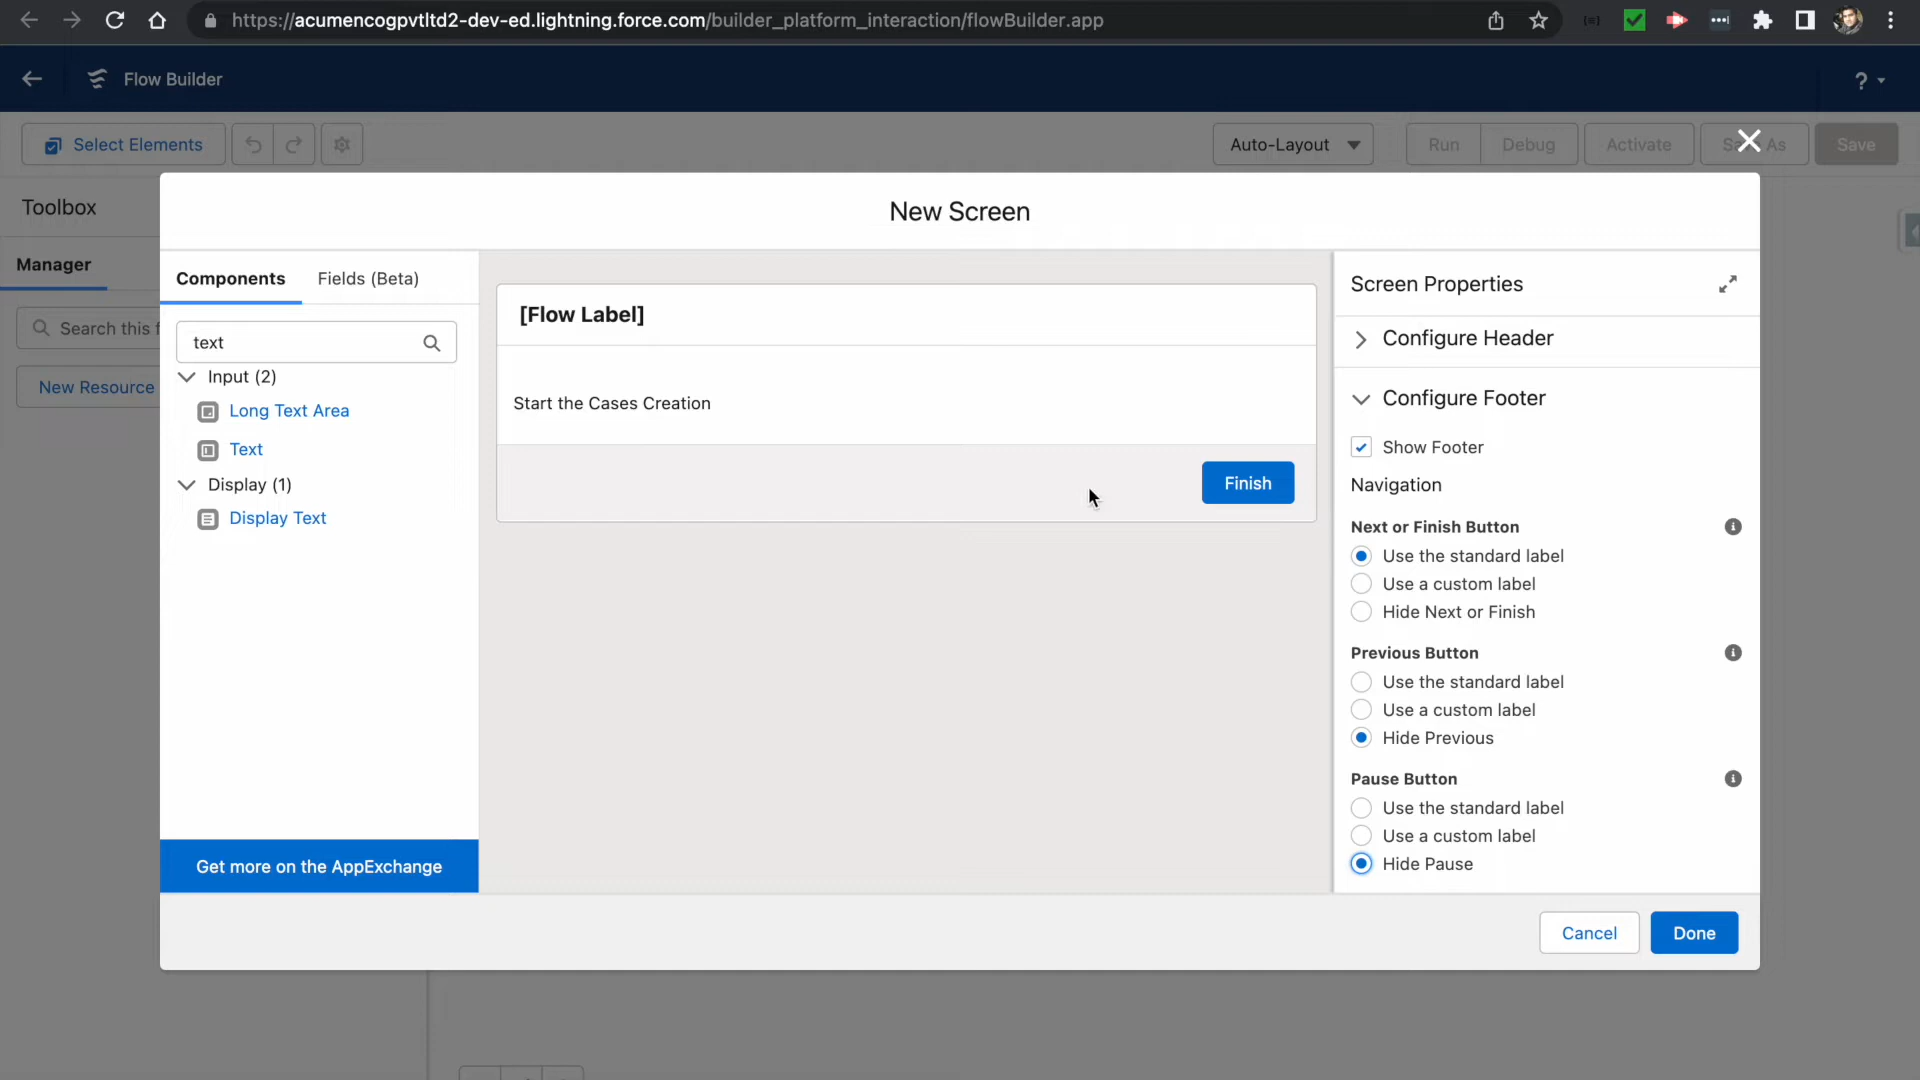 https://acumencogpvtltd2-dev-ed.lightning.force.com/builder_platform_interaction/flowBuilder.app
Flow Builder
?
Select Elements
Auto-Layout
Run
Debug
Activate
Save
Toolbox
New Screen
Manager
Components
Fields (Beta)
Screen Properties
[Flow Label]
Search this
text
Configure Header
Input (2)
New Resource
Long Text Area
Start the Cases Creation
Configure Footer
Text
Show Footer
Display (1)
Finish
Navigation
Display Text
Next or Finish Button
Use the standard label
Use a custom label
Hide Next or Finish
Previous Button
Use the standard label
Use a custom label
Hide Previous
Pause Button
Use the standard label
Use a custom label
Hide Pause
Get more on the AppExchange
Cancel
Done